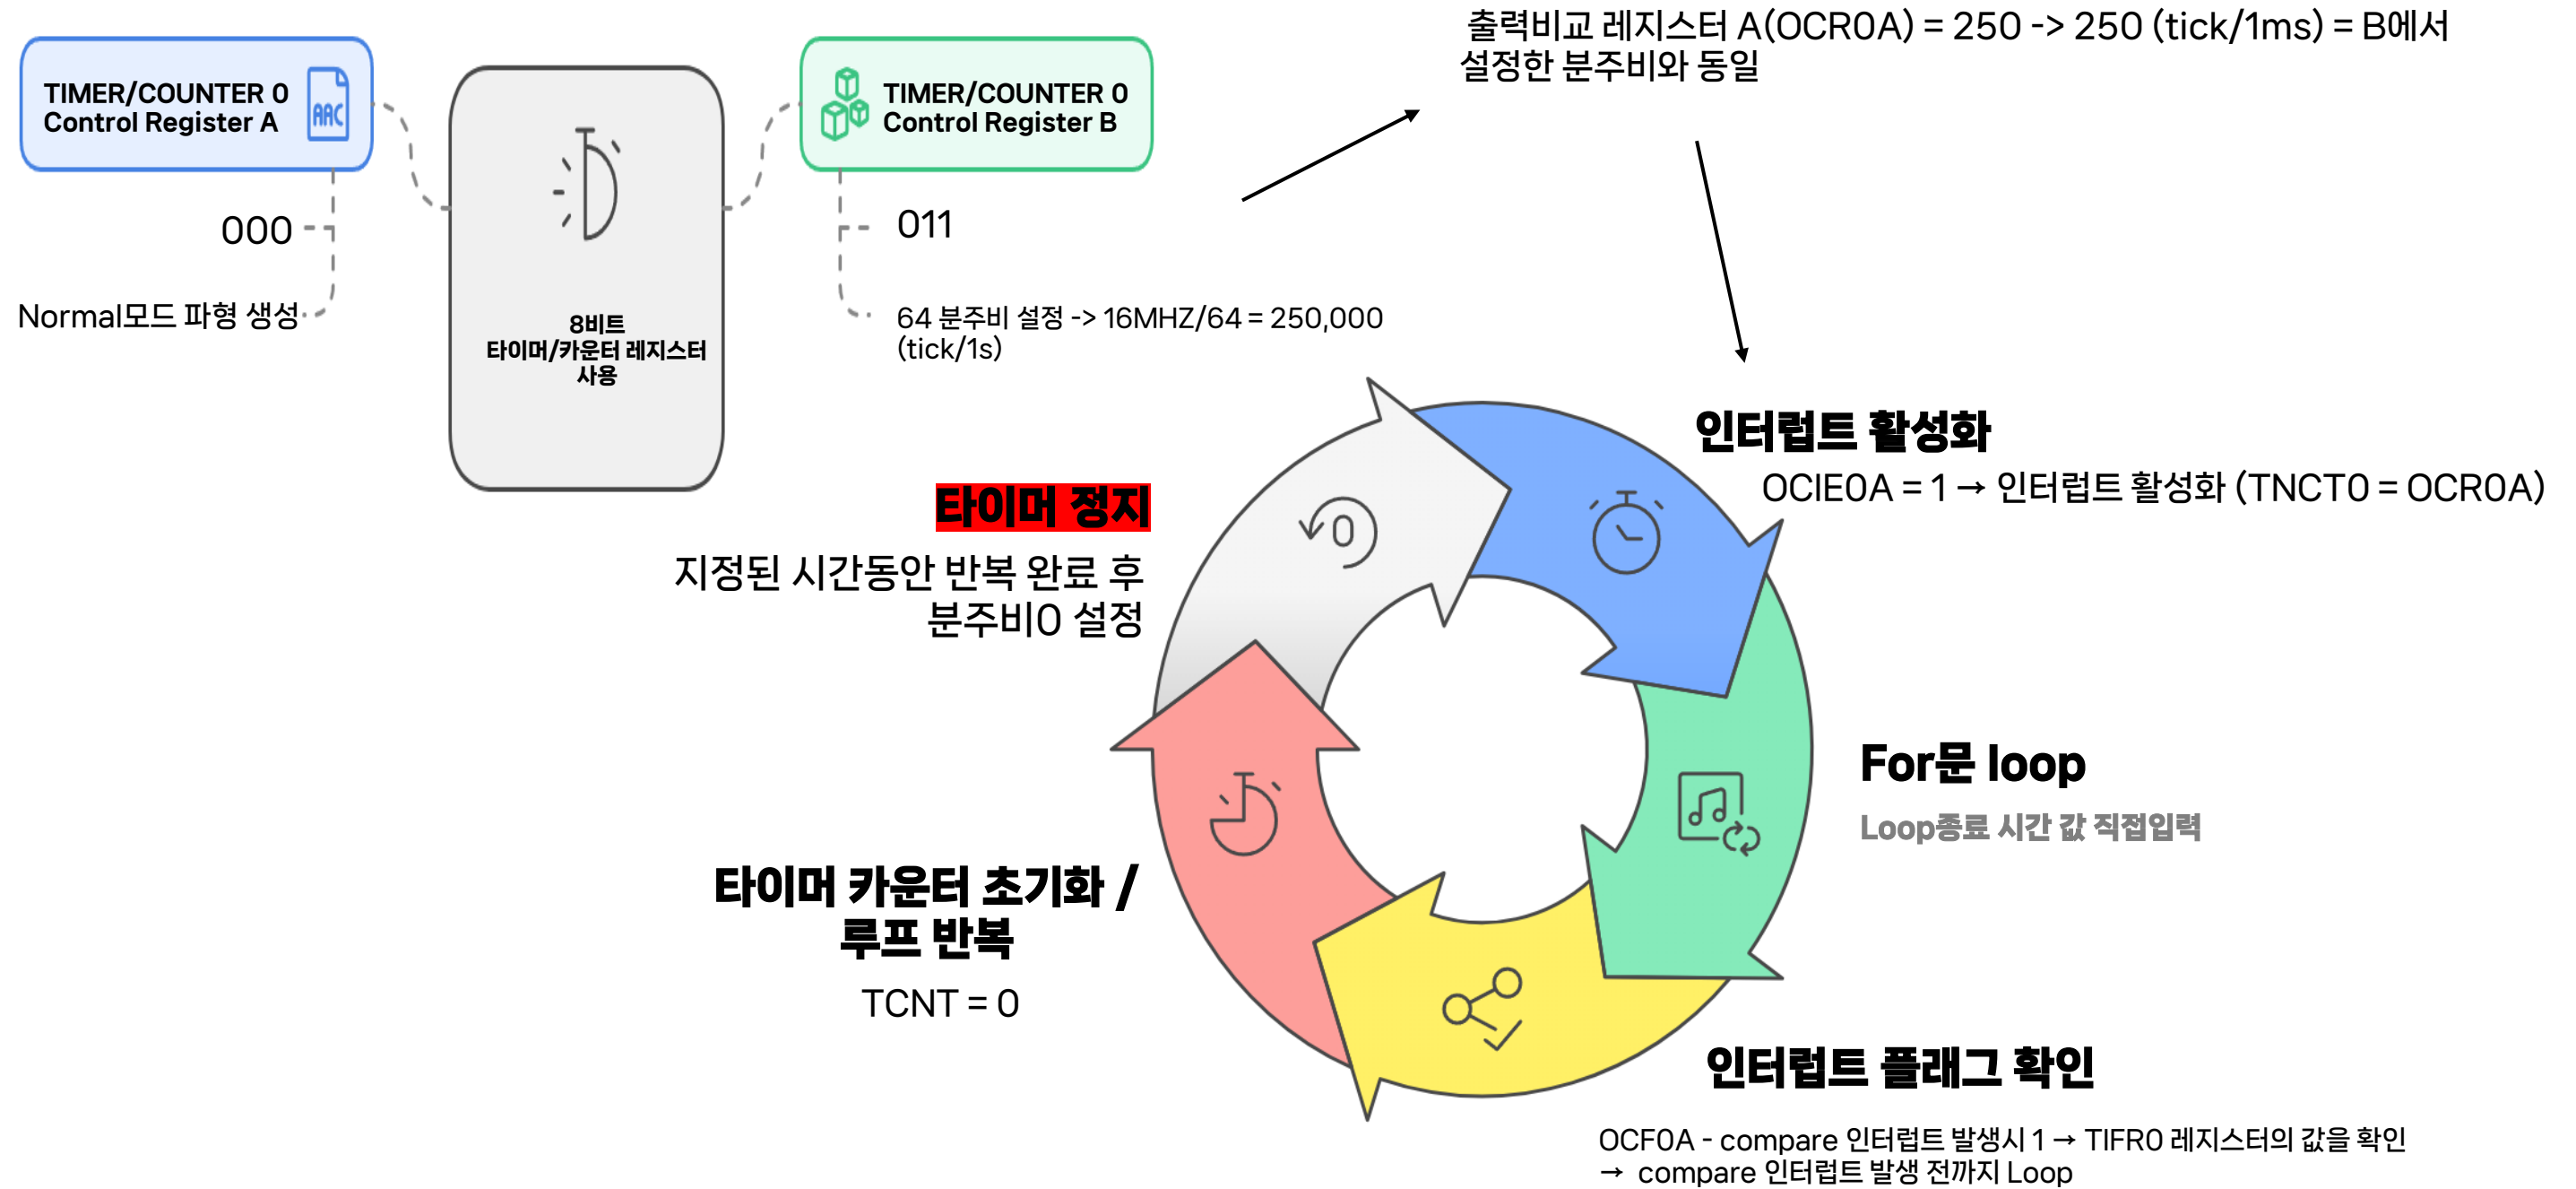 출력비교 레지스터 A(OCR0A) = 250 -> 250 (tick/1ms) = B에서
설정한 분주비와 동일
TIMER/COUNTER 0
Control Register A
AAC
TIMER/COUNTER 0
Control Register B
000
011
Normal모드 파형 생성
8비트
타이머/카운터 레지스터
사용
64 분주비 설정 -> 16MHZ/64 = 250,000
(tick/1s)
인터럽트 활성화
OCIE0A = 1 → 인터럽트 활성화 (TNCT0 = OCR0A)
타이머 정지
지정된 시간동안 반복 완료 후
분주비0 설정
0
For문 loop
Loop종료 시간 값 직접입력
타이머 카운터 초기화 /
루프 반복
TCNT = 0
인터럽트 플래그 확인
OCF0A - compare 인터럽트 발생시 1 → TIFR0 레지스터의 값을 확인
→ compare 인터럽트 발생 전까지 Loop